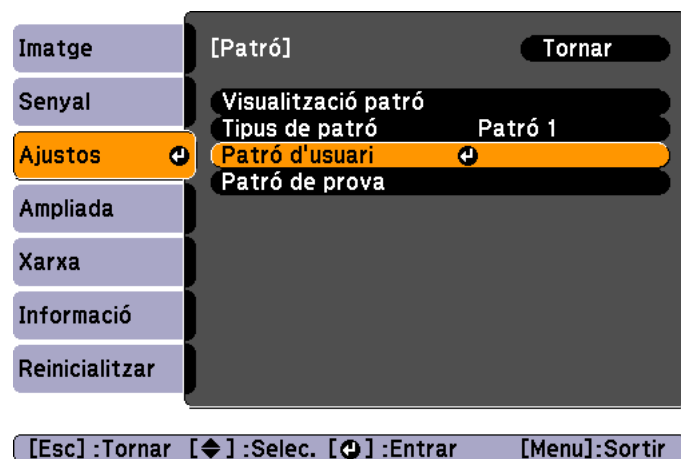 Imatge
Senyal
Ajustos
Ampliada
Xarxa
Informació
Reinicialitzar
[Patró] Tornar
Visualització patró
Tipus de patró Patró 1
Patró d'usuari
Patró de prova
[Esc] :Tornar [◆] :Selec. [⏎] :Entrar [Menu]:Sortir